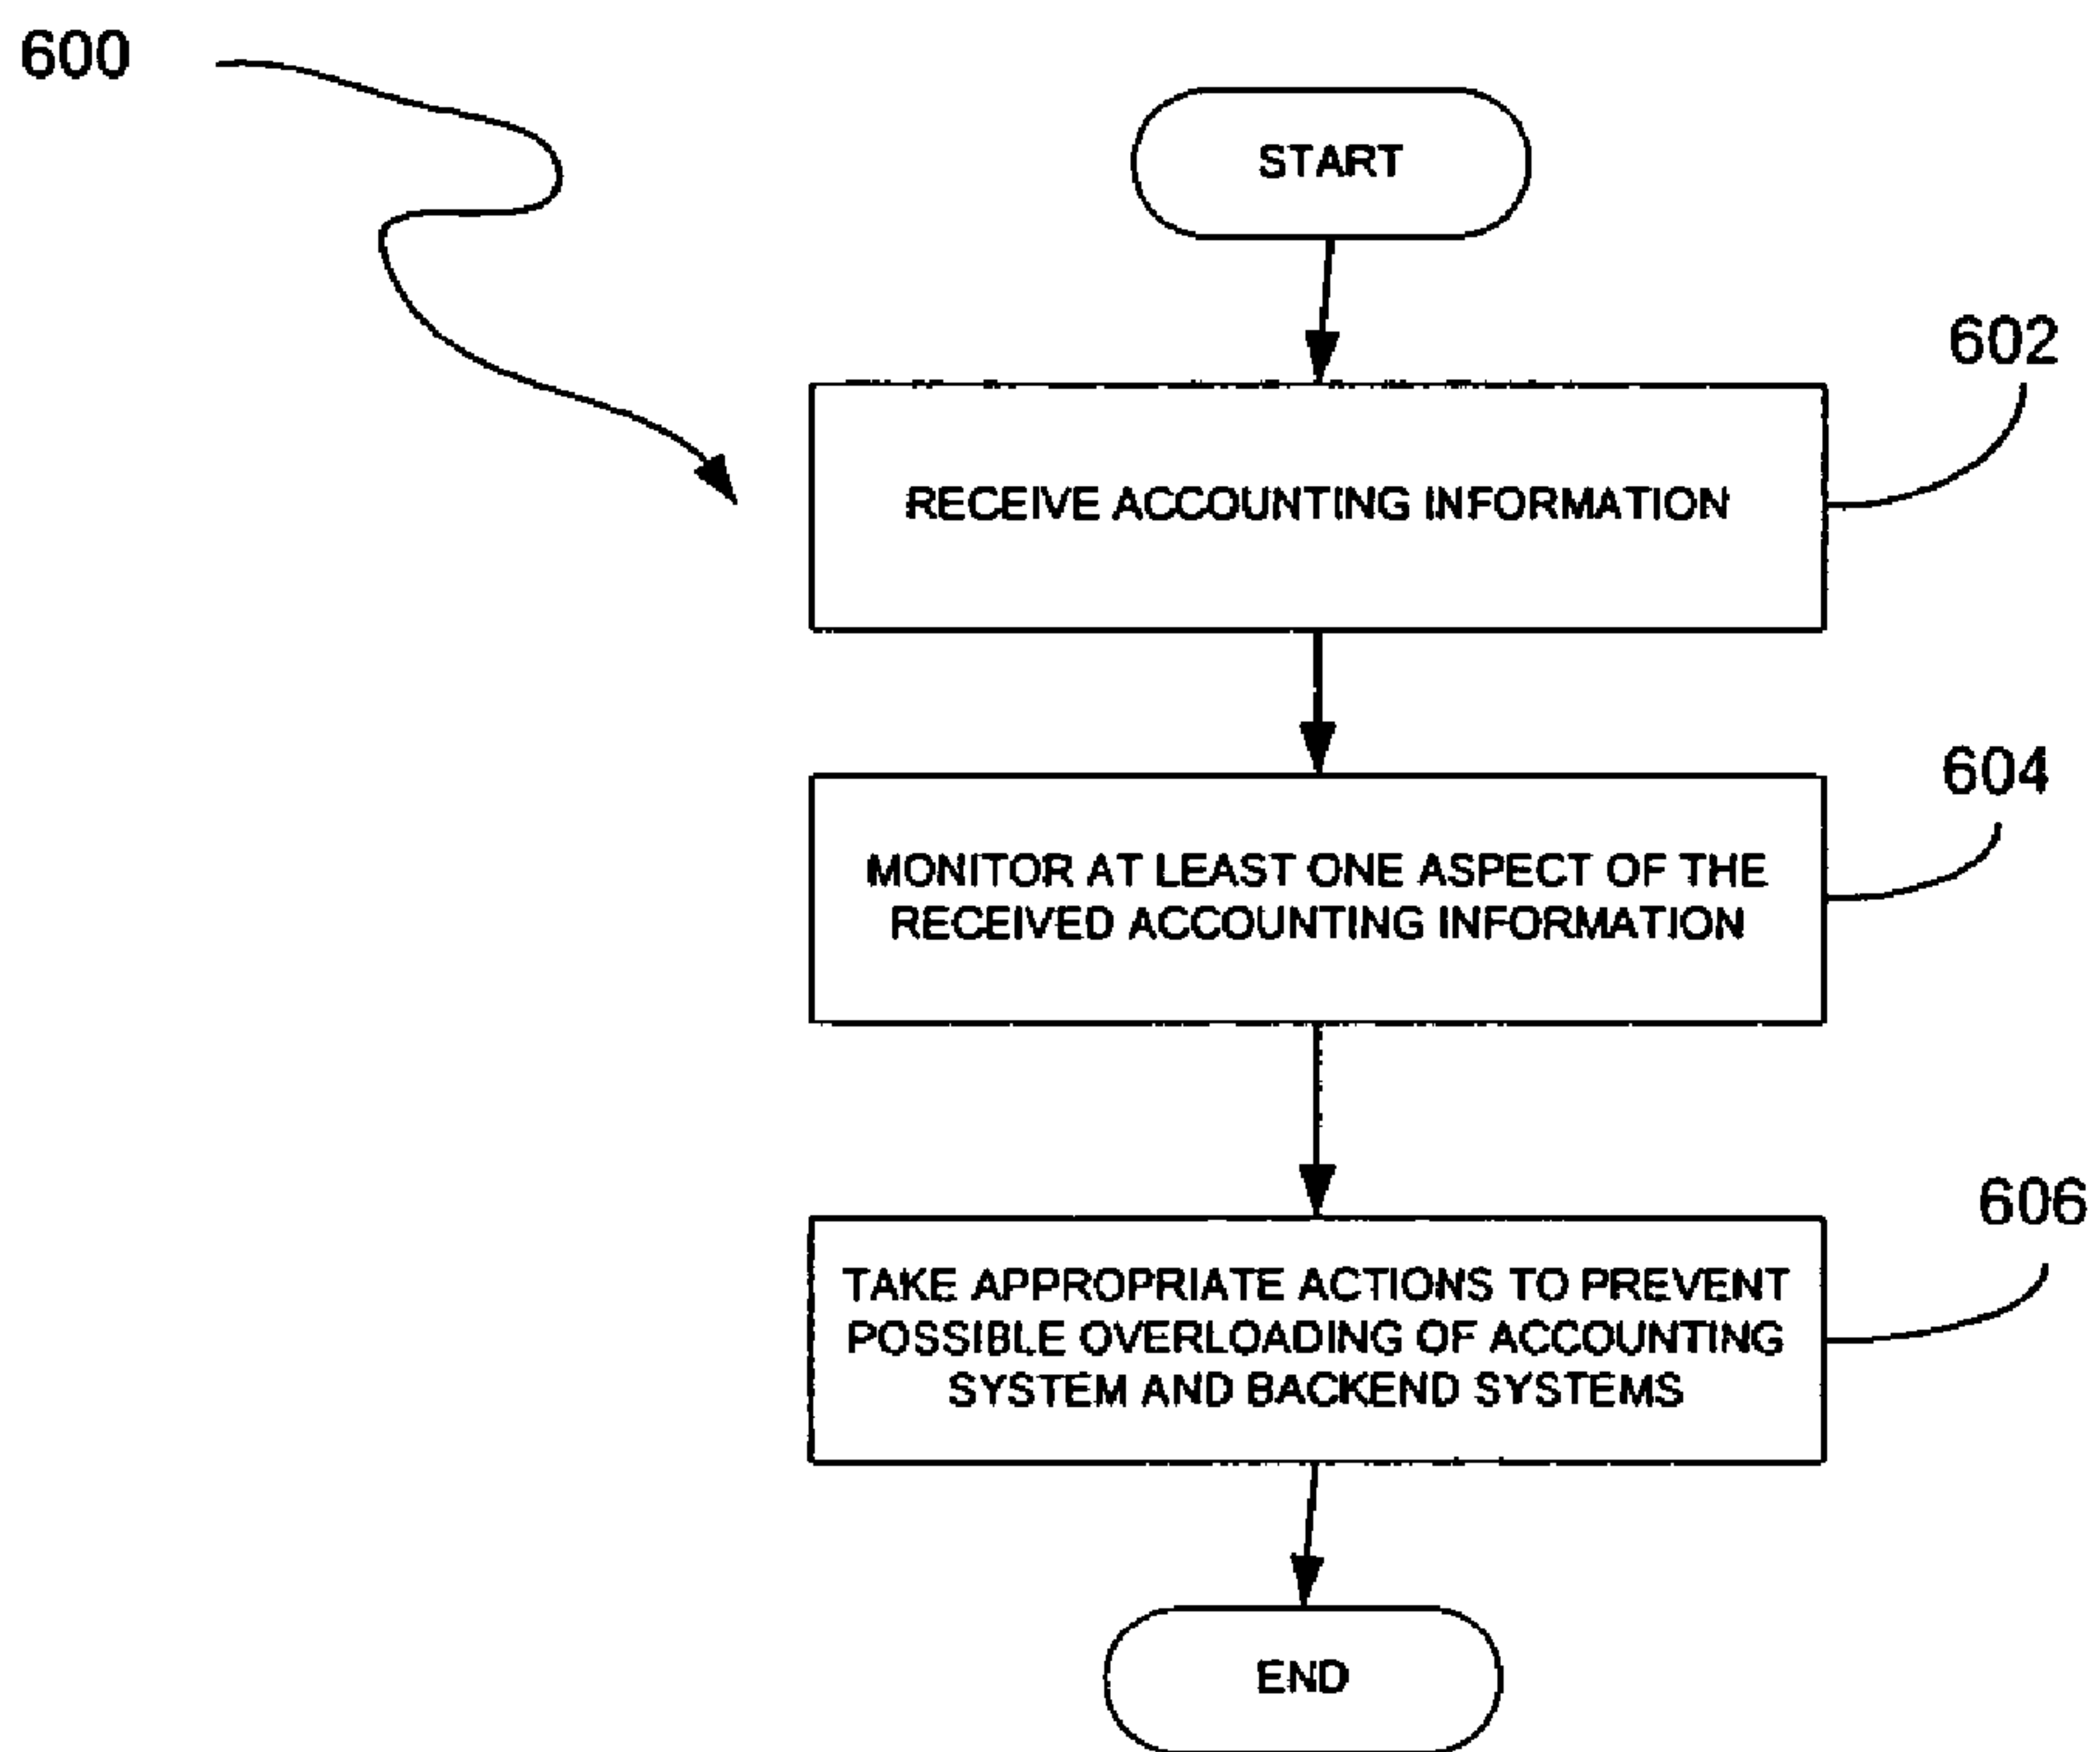 600
START
602
RECEIVE ACCOUNTING INFORMATION
604
MONITOR AT LEAST ONE ASPECT OF THE
RECEIVED ACCOUNTING INFORMATION
606
TAKE APPROPRIATE ACTIONS TO PREVENT
POSSIBLE OVERLOADING OF ACCOUNTING
SYSTEM AND BACKEND SYSTEMS
END